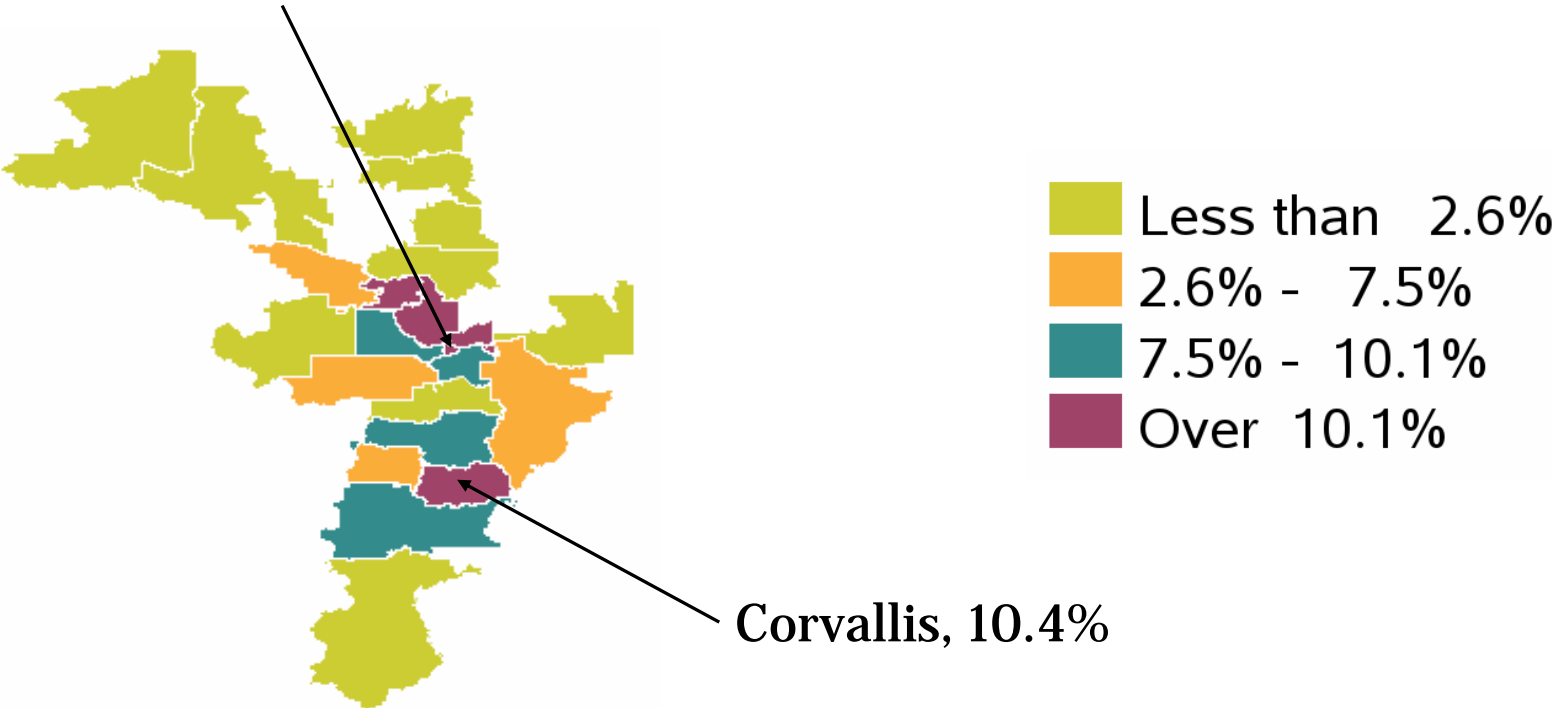 Less than 2.6%
2.6% - 7.5%
7.5% - 10.1%
Over 10.1%
Corvallis, 10.4%